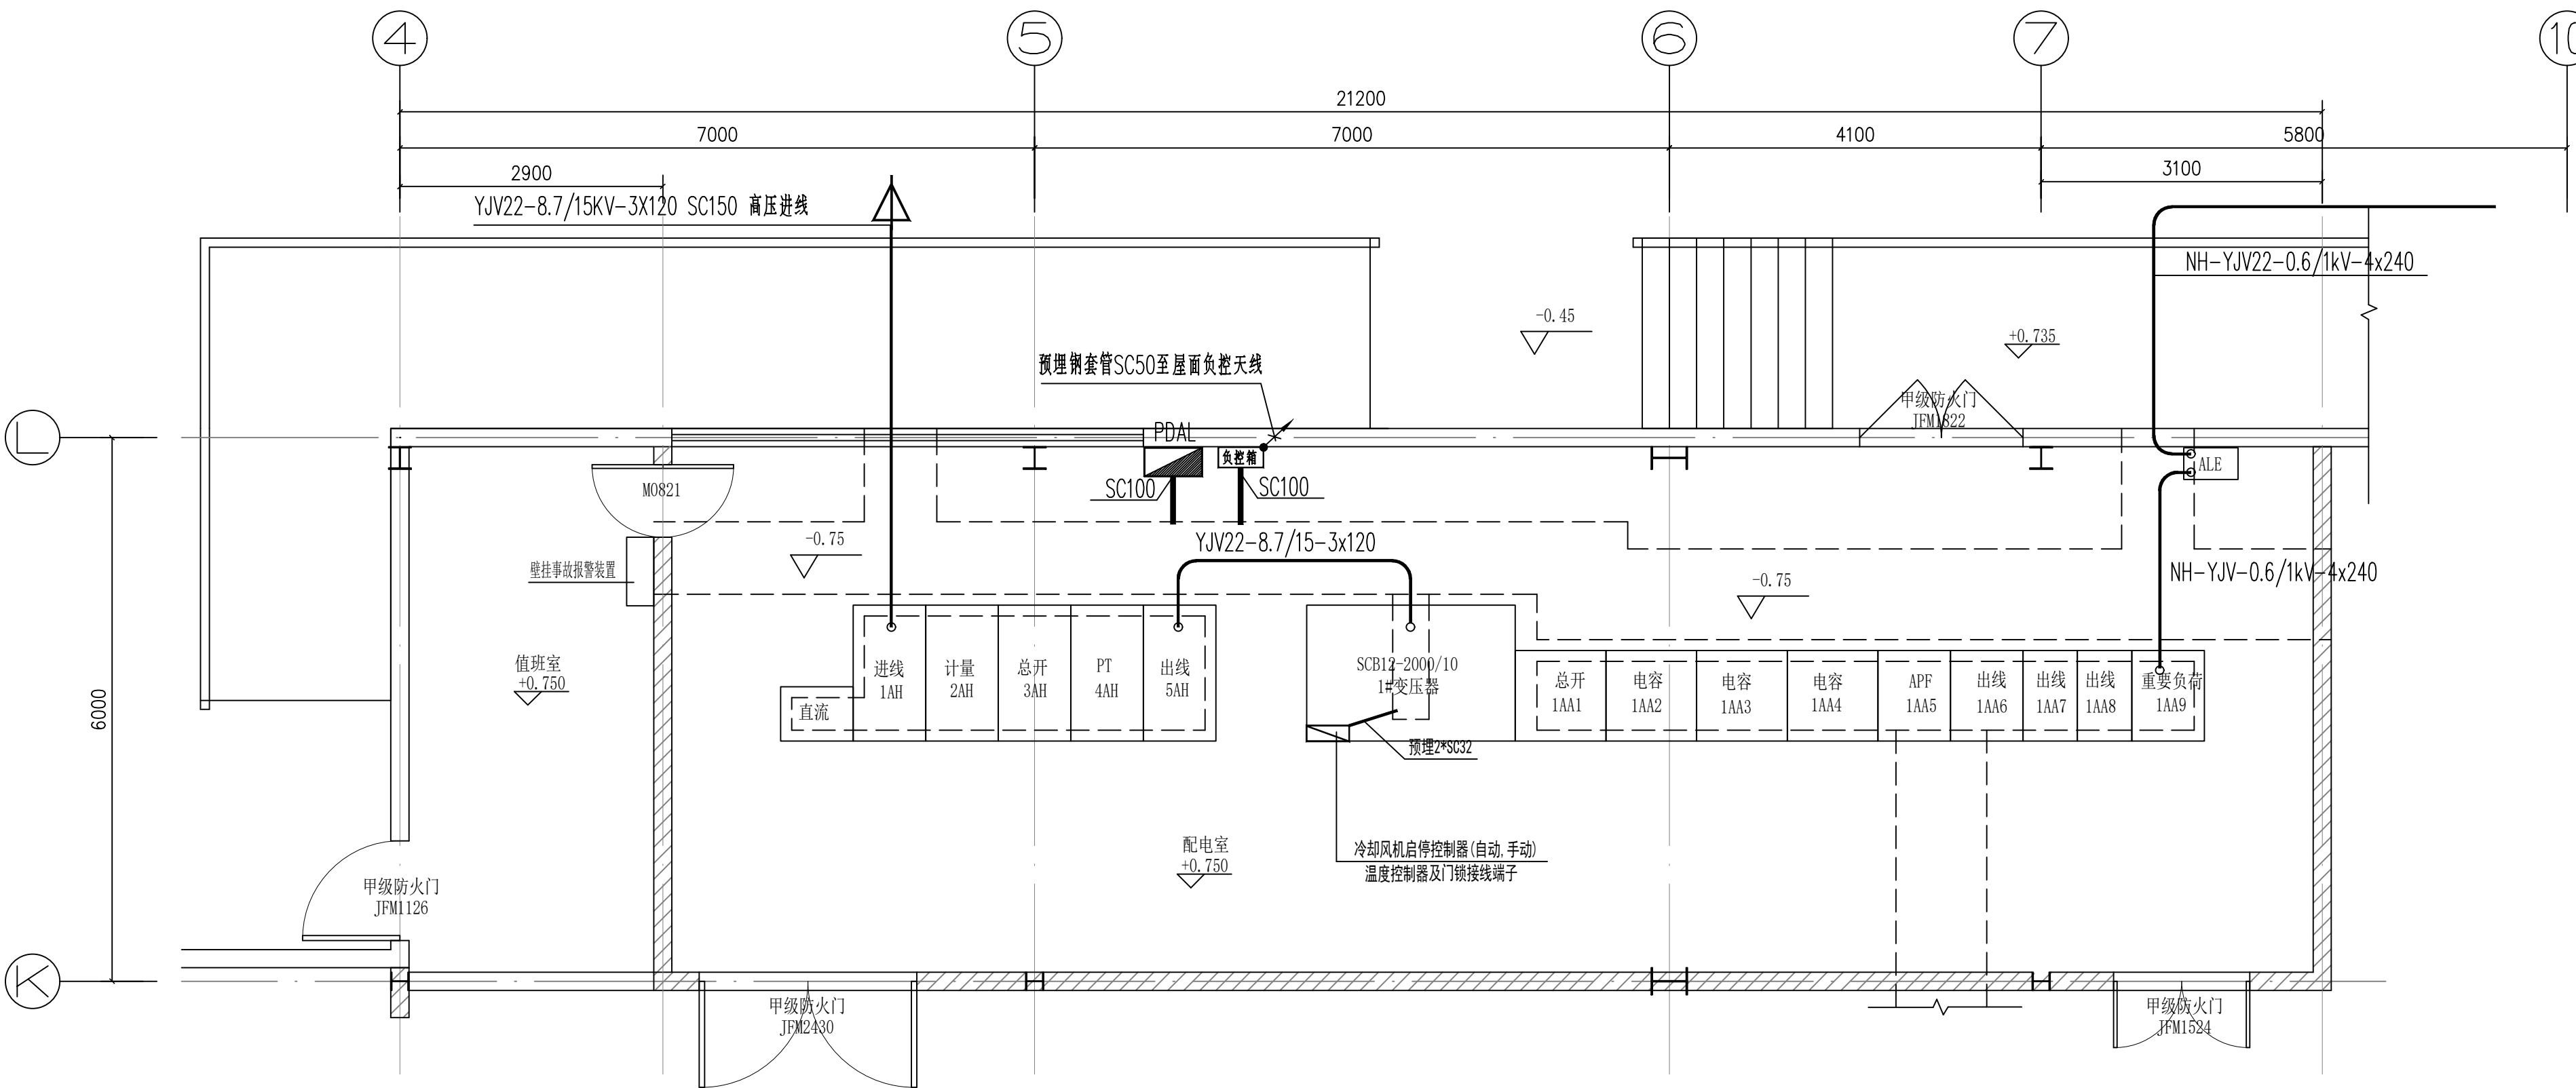 4
5
6
7
10
21200
7000
7000
4100
5800
2900
3100
YJV22-8.7/15KV-3X120 SC150 高压进线
NH-YJV22-0.6/1kV-4x240
-0.45
+0.735
预埋钢套管SC50至屋面负控天线
甲级防火门
JFM1822
L
PDAL
负控箱
ALE
M0821
SC100
SC100
-0.75
YJV22-8.7/15-3x120
壁挂事故报警装置
-0.75
NH-YJV-0.6/1kV-4x240
6000
值班室
+0.750
直流
进线
1AH
计量
2AH
总开
3AH
PT
4AH
出线
5AH
SCB12-2000/10
1#变压器
总开
1AA1
电容
1AA2
电容
1AA3
电容
1AA4
APF
1AA5
出线
1AA6
出线
1AA7
出线
1AA8
重要负荷
1AA9
预埋2*SC32
配电室
+0.750
冷却风机启停控制器(自动,手动)
温度控制器及门锁接线端子
甲级防火门
JFM1126
K
甲级防火门
JFM2430
甲级防火门
JFM1524